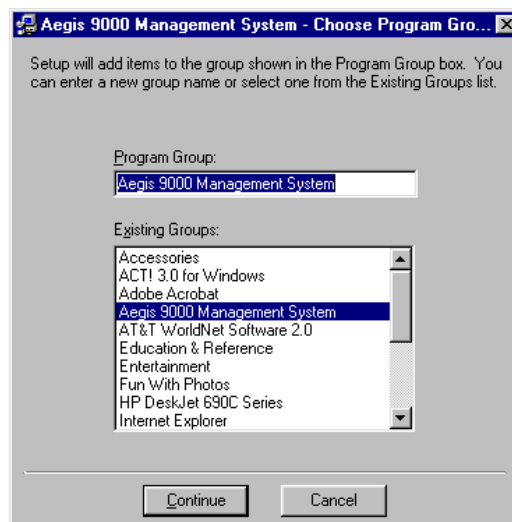 Aegis 9000 Management System - Choose Program Gro...
Setup will add items to the group shown in the Program Group box. You
can enter a new group name or select one from the Existing Groups list.
Program Group:
Aegis 9000 Management System
Existing Groups:
Accessories
ACT! 3.0 for Windows
Adobe Acrobat
Aegis 9000 Management System
AT&T WorldNet Software 2.0
Education & Reference
Entertainment
Fun With Photos
HP DeskJet 690C Series
Internet Explorer
Continue Cancel